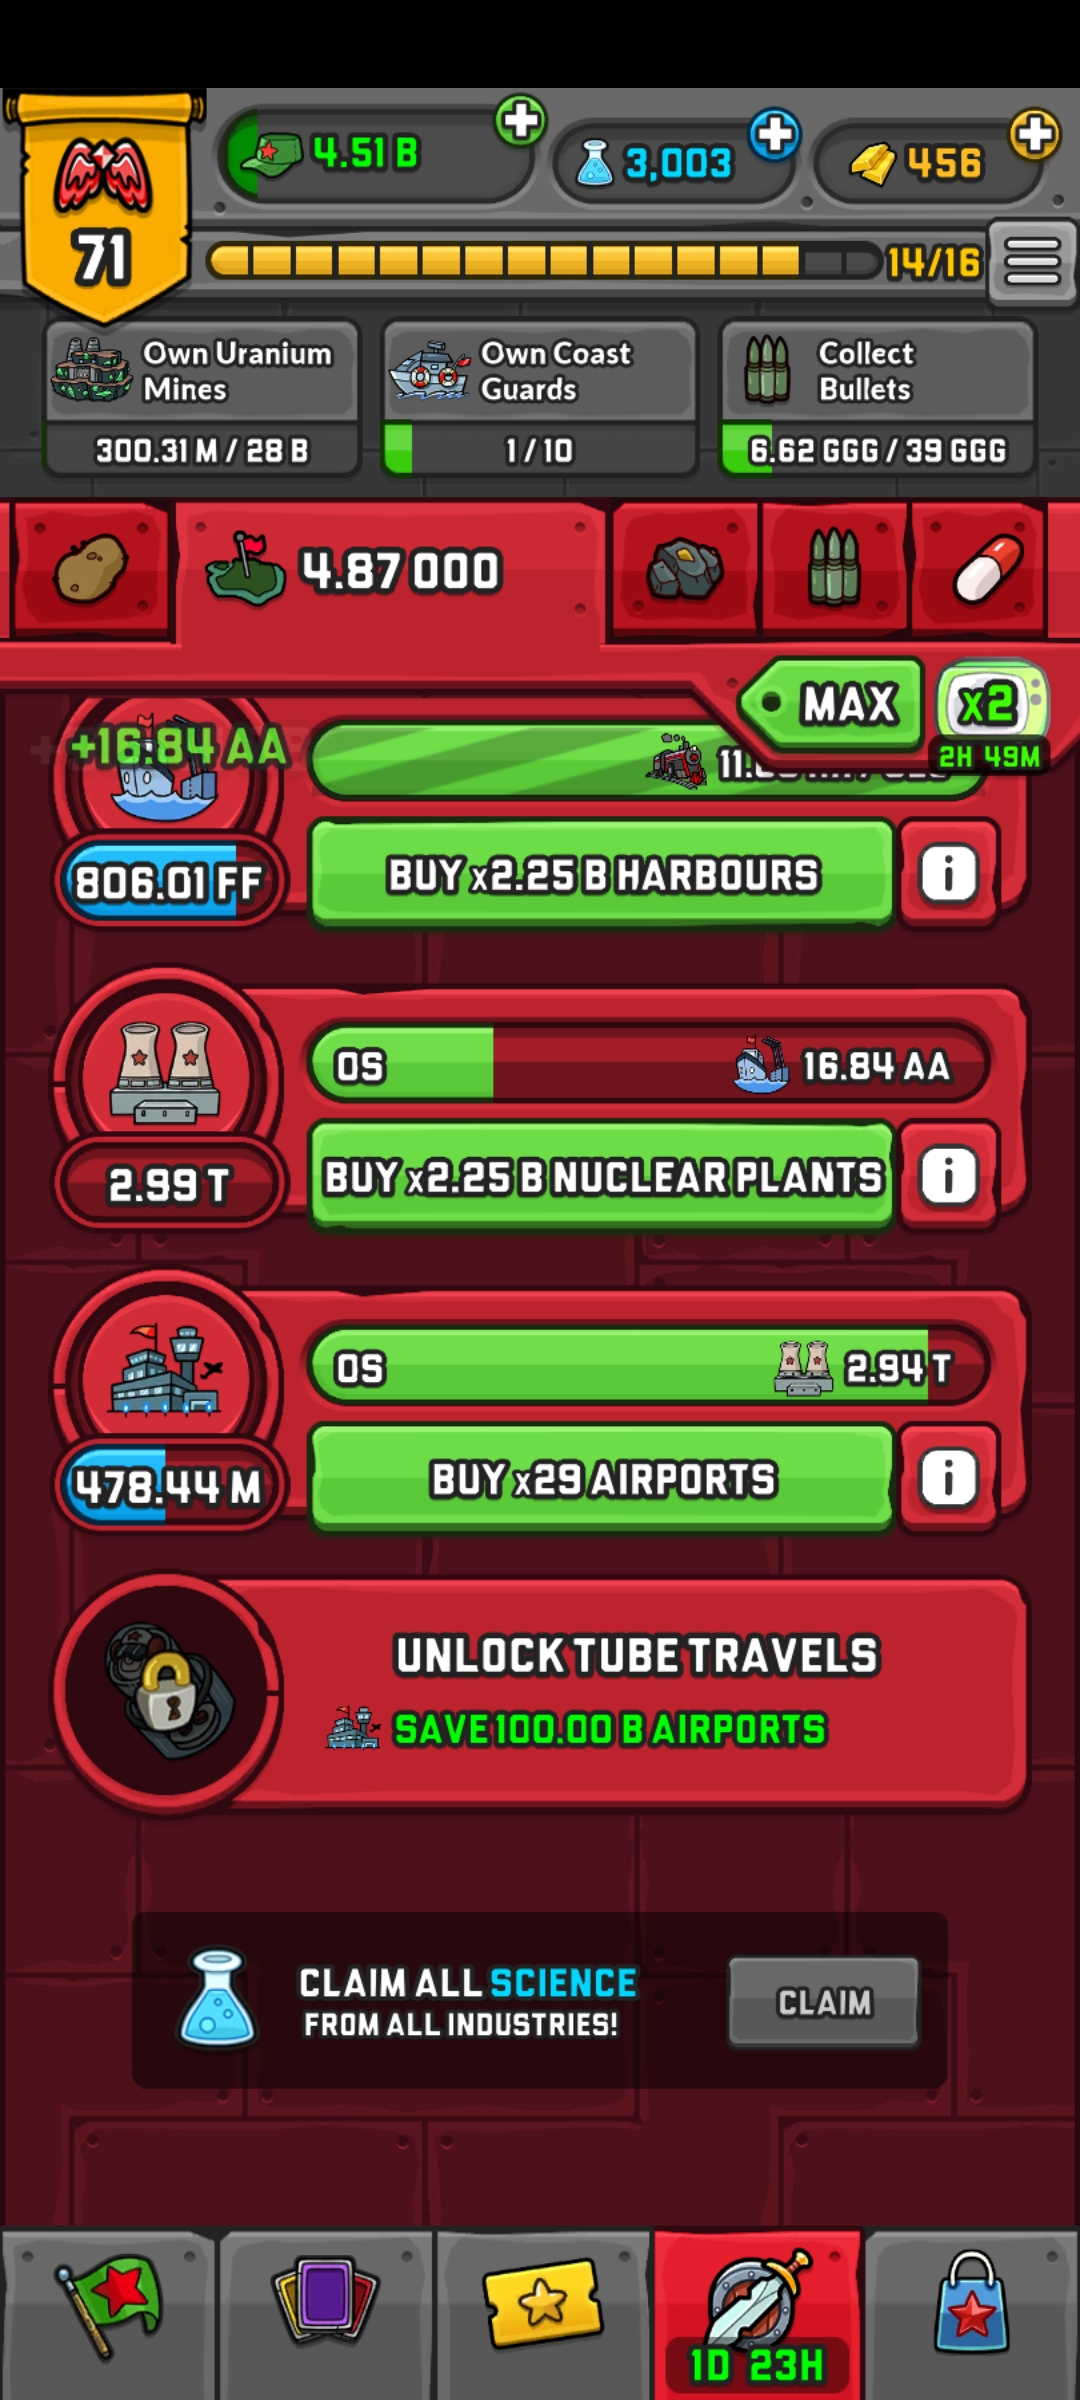 4.51 B
3,003
456
71
14/16
Own Uranium
Mines
300.31 M / 28 B
Own Coast
Guards
1 / 10
Collect
Bullets
6.62 GGG / 39 GGG
4.87 000
MAX
x2
2H 49M
+16.84 AA
806.01 FF
BUY x2.25 B HARBOURS
i
0S
16.84 AA
2.99 T
BUY x2.25 B NUCLEAR PLANTS
i
0S
2.94 T
478.44 M
BUY x29 AIRPORTS
i
UNLOCK TUBE TRAVELS
SAVE 100.00 B AIRPORTS
CLAIM ALL SCIENCE
FROM ALL INDUSTRIES!
CLAIM
1D 23H